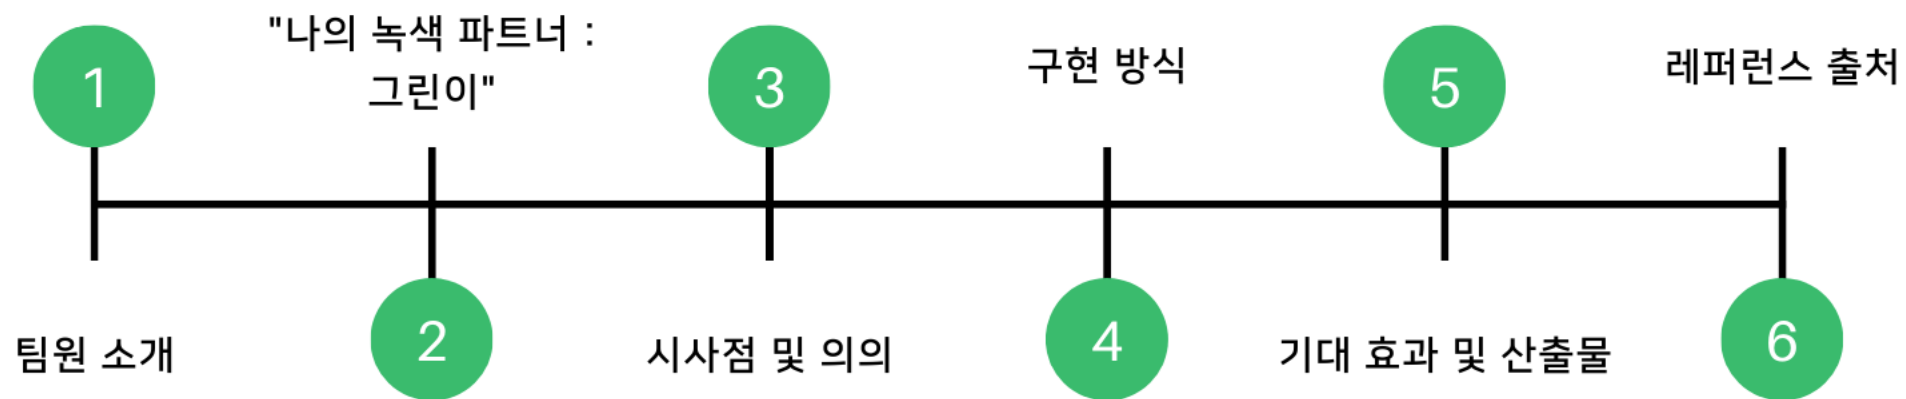 1
팀원 소개
"나의 녹색 파트너 :
그린이"
2
3
시사점 및 의의
구현 방식
4
5
기대 효과 및 산출물
레퍼런스 출처
6